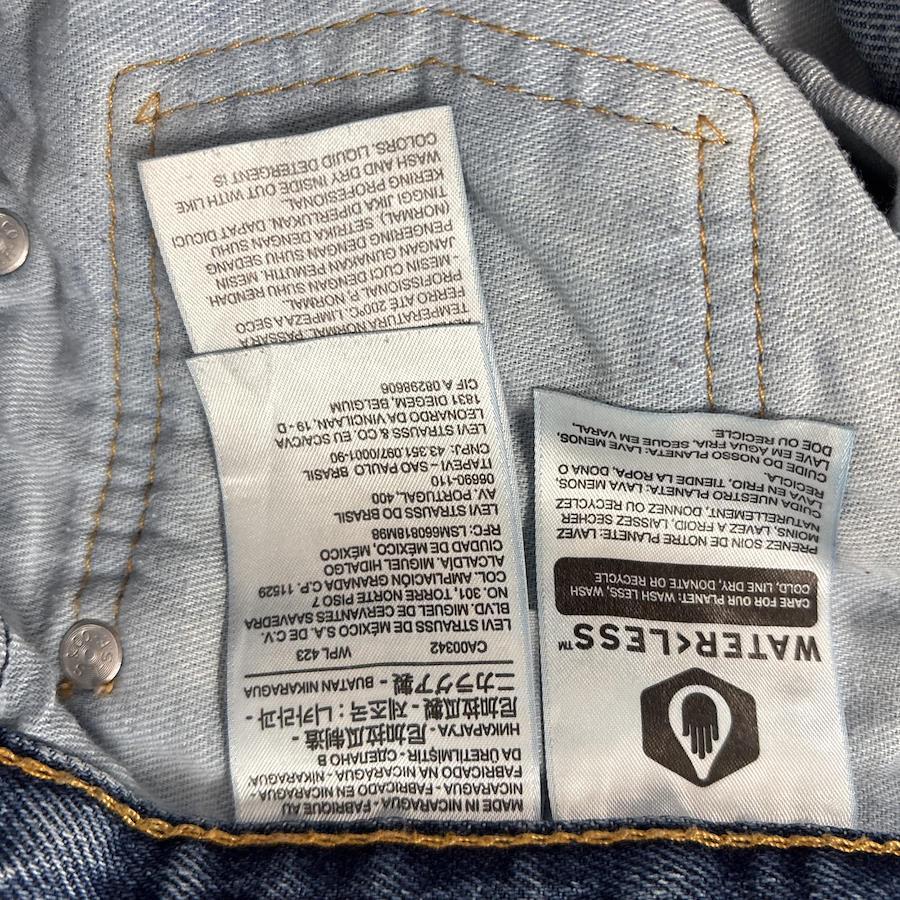 MADE IN NICARAGUA - FABRIQUE AU
NICARAGUA - HECHO EN NICARAGUA -
FABRICADO NA NICARAGUA - NIKARAGUA'
DA ÜRETİLMİŞTİR - СДЕЛАНО В
НИКАРАГУА - 尼加拉瓜制造 -
尼加拉瓜製 - 제조국 : 니카라과 -
ニカラグア製 - BUATAN NIKARAGUA
CA00342 WPL 423
LEVI STRAUSS DE MÉXICO S.A. DE C.V.
BLVD. MIGUEL DE CERVANTES SAAVEDRA
NO. 301, TORRE NORTE PISO 7
COL. AMPLIACIÓN GRANADA C.P. 11529
ALCALDÍA. MIGUEL HIDALGO
CIUDAD DE MÉXICO, MÉXICO
RFC: LSM660818M98
LEVI STRAUSS DO BRASIL
AV. PORTUGAL, 400
06690-110
ITAPEVI – SAO PAULO BRASIL
CNPJ: 43.351.097/0001-90
LEVI STRAUSS & CO. EU SCA/CVA
LEONARDO DA VINCILAAN, 19 - D
1831 DIEGEM, BELGIUM
CIF A 08298606
TEMPERATURA NORMAL, PASSAR A
FERRO ATÉ 200ºC, LIMPEZA A SECO
PROFISSIONAL P, NORMAL
- MESIN CUCI DENGAN SUHU RENDAH.
JANGAN GUNAKAN PEMUTIH. MESIN
PENGERING DENGAN SUHU SEDANG
(NORMAL). SETRIKA DENGAN SUHU
TINGGI JIKA DIPERLUKAN. DAPAT DICUCI
KERING PROFESIONAL
WASH AND DRY INSIDE OUT WITH LIKE
COLORS. LIQUID DETERGENT IS
WATER<LESS™
CARE FOR OUR PLANET: WASH LESS, WASH
COLD, LINE DRY, DONATE OR RECYCLE
PRENEZ SOIN DE NOTRE PLANÈTE: LAVEZ
MOINS, LAVEZ À FROID, LAISSEZ SÉCHER
NATURELLEMENT, DONNEZ OU RECYCLEZ
CUIDA NUESTRO PLANETA: LAVA MENOS,
LAVA EN FRÍO, TIENDE LA ROPA, DONA O
RECICLA.
CUIDE DO NOSSO PLANETA: LAVE MENOS,
LAVE EM ÁGUA FRIA, SEQUE EM VARAL,
DOE OU RECICLE.